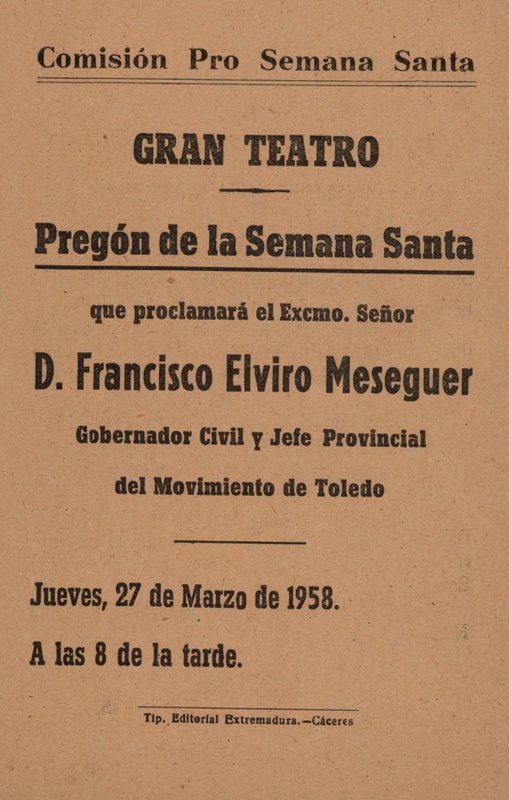 Comisión Pro Semana Santa
GRAN TEATRO
Pregón de la Semana Santa
que proclamará el Excmo. Señor
D. Francisco Elviro Meseguer
Gobernador Civil y Jefe Provincial
del Movimiento de Toledo
Jueves, 27 de Marzo de 1958.
A las 8 de la tarde.
Tip. Editorial Extremadura.—Cáceres